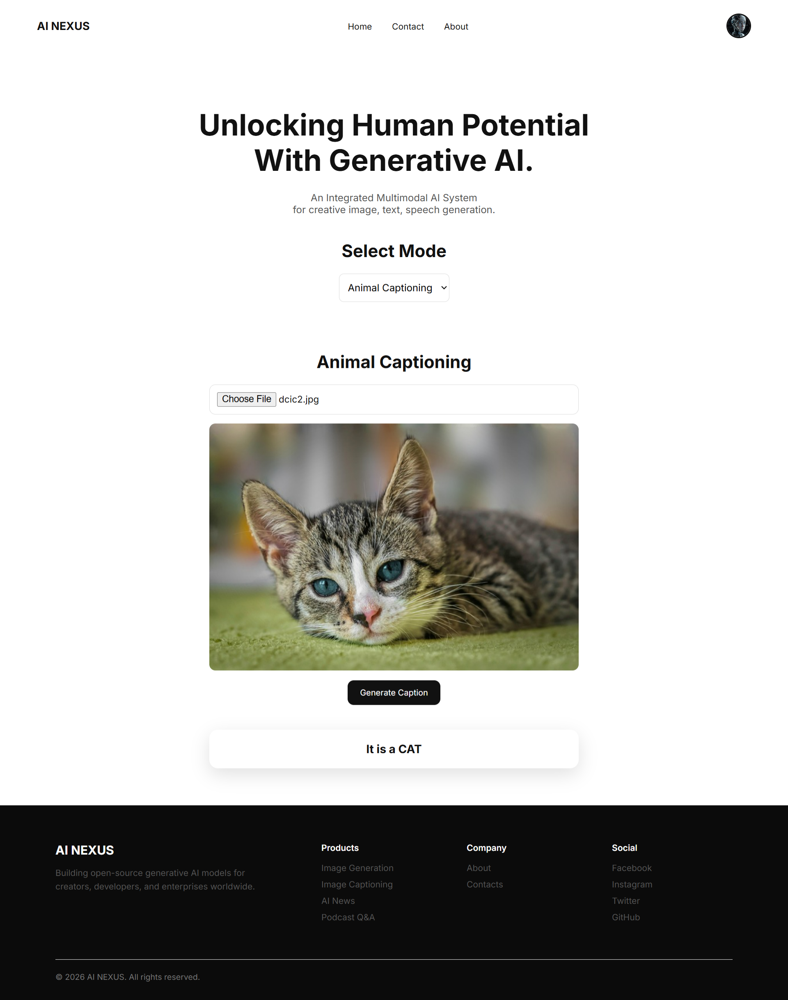 AI NEXUS
Home
Contact
About
Unlocking Human Potential
With Generative AI.
An Integrated Multimodal AI System
for creative image, text, speech generation.
Select Mode
Animal Captioning
Animal Captioning
Choose File dcic2.jpg
Generate Caption
It is a CAT
AI NEXUS
Building open-source generative AI models for
creators, developers, and enterprises worldwide.
Products
Image Generation
Image Captioning
AI News
Podcast Q&A
Company
About
Contacts
Social
Facebook
Instagram
Twitter
GitHub
© 2026 AI NEXUS. All rights reserved.